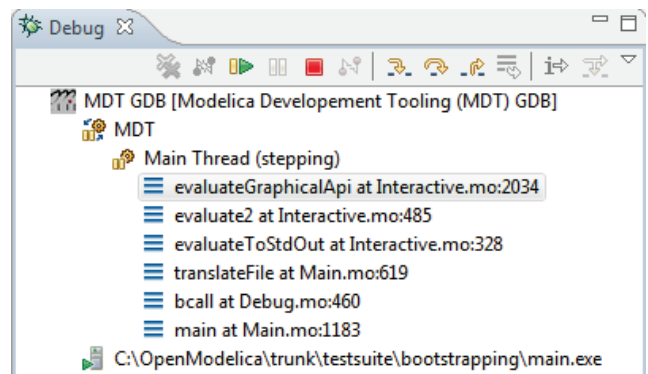 Debug
MDT GDB [Modelica Developement Tooling (MDT) GDB]
MDT
Main Thread (stepping)
evaluateGraphicalApi at Interactive.mo:2034
evaluate2 at Interactive.mo:485
evaluateToStdOut at Interactive.mo:328
translateFile at Main.mo:619
bcall at Debug.mo:460
main at Main.mo:1183
C:\OpenModelica\trunk\testsuite\bootstrapping\main.exe